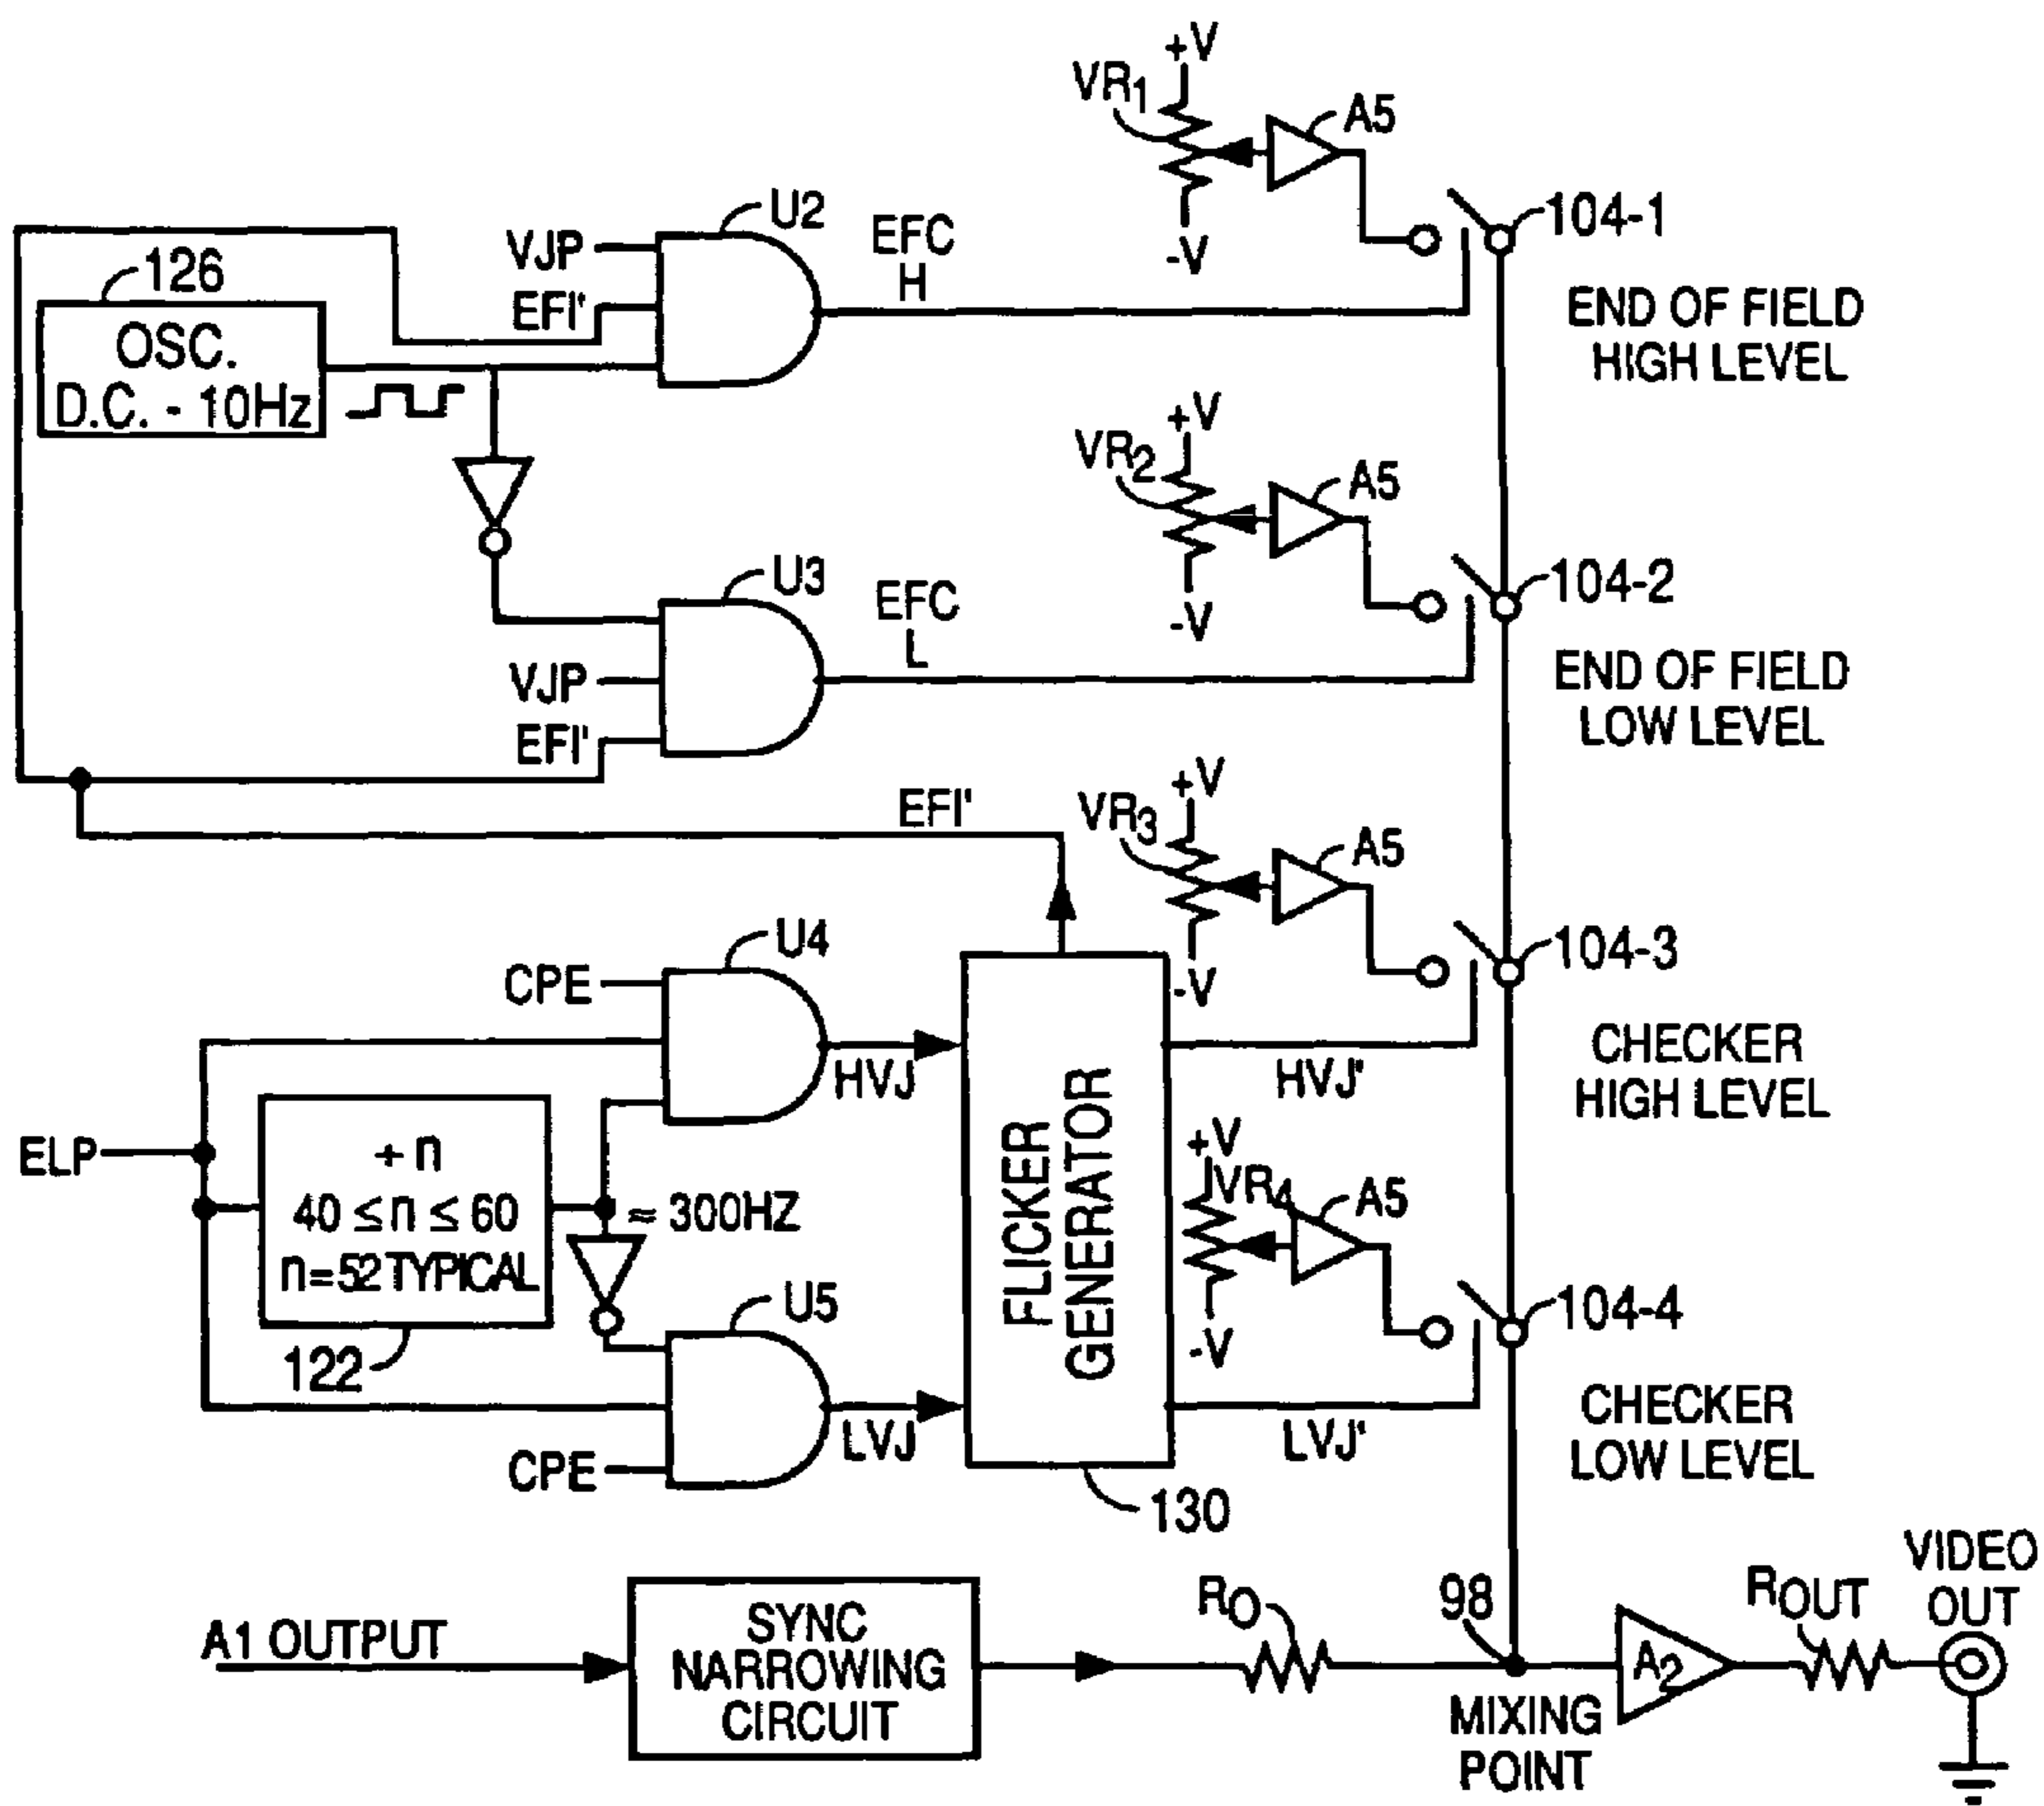 +V
VR1
A5
-V
104-1
END OF FIELD
HIGH LEVEL
U2
VJP
EFI'
EFC
H
126
OSC.
D.C. - 10Hz
+V
VR2
A5
-V
104-2
END OF FIELD
LOW LEVEL
U3
VJP
EFI'
EFC
L
EFI'
+V
VR3
A5
-V
104-3
CHECKER
HIGH LEVEL
U4
CPE
HVJ
HVJ'
ELP
+ n
40 ≤ n ≤ 60
n=52 TYPICAL
122
= 300HZ
FLICKER
GENERATOR
130
+V
VR4
A5
-V
104-4
CHECKER
LOW LEVEL
U5
CPE
LVJ
LVJ'
A1 OUTPUT
SYNC
NARROWING
CIRCUIT
RO
98
MIXING
POINT
A2
ROUT
VIDEO
OUT